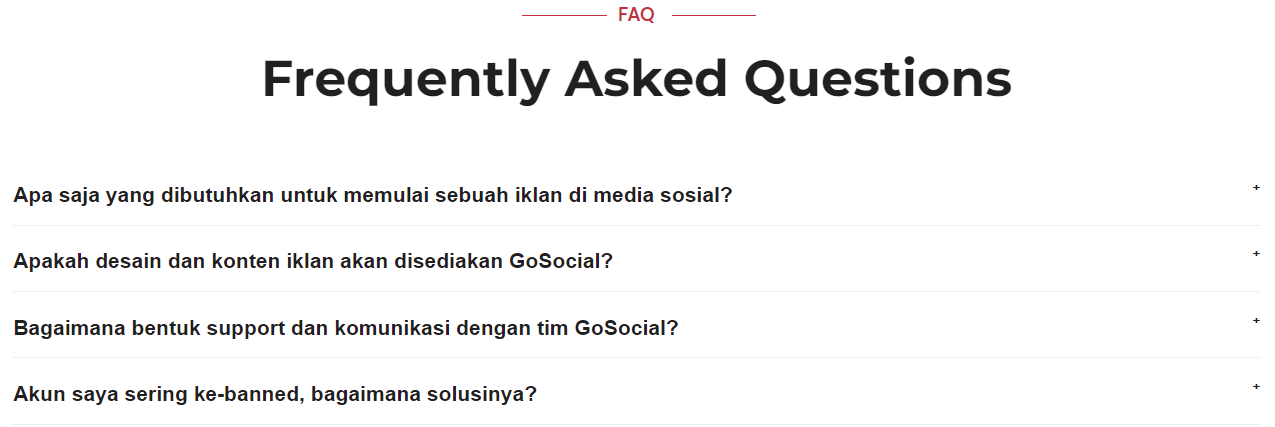 FAQ
Frequently Asked Questions
Apa saja yang dibutuhkan untuk memulai sebuah iklan di media sosial?
+
Apakah desain dan konten iklan akan disediakan GoSocial?
+
Bagaimana bentuk support dan komunikasi dengan tim GoSocial?
+
Akun saya sering ke-banned, bagaimana solusinya?
+